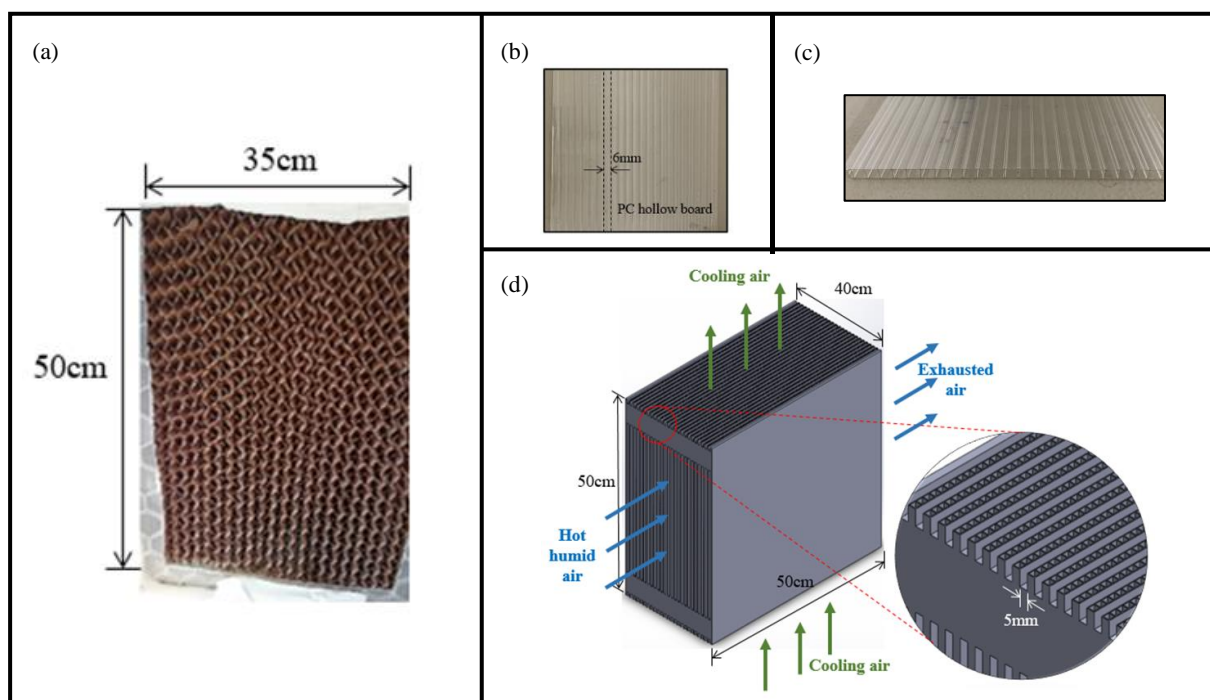 (a)
35cm
50cm
(b)
6mm
PC hollow board
(c)
(d)
Cooling air
40cm
Exhausted
air
50cm
Hot
humid
air
50cm
Cooling air
5mm